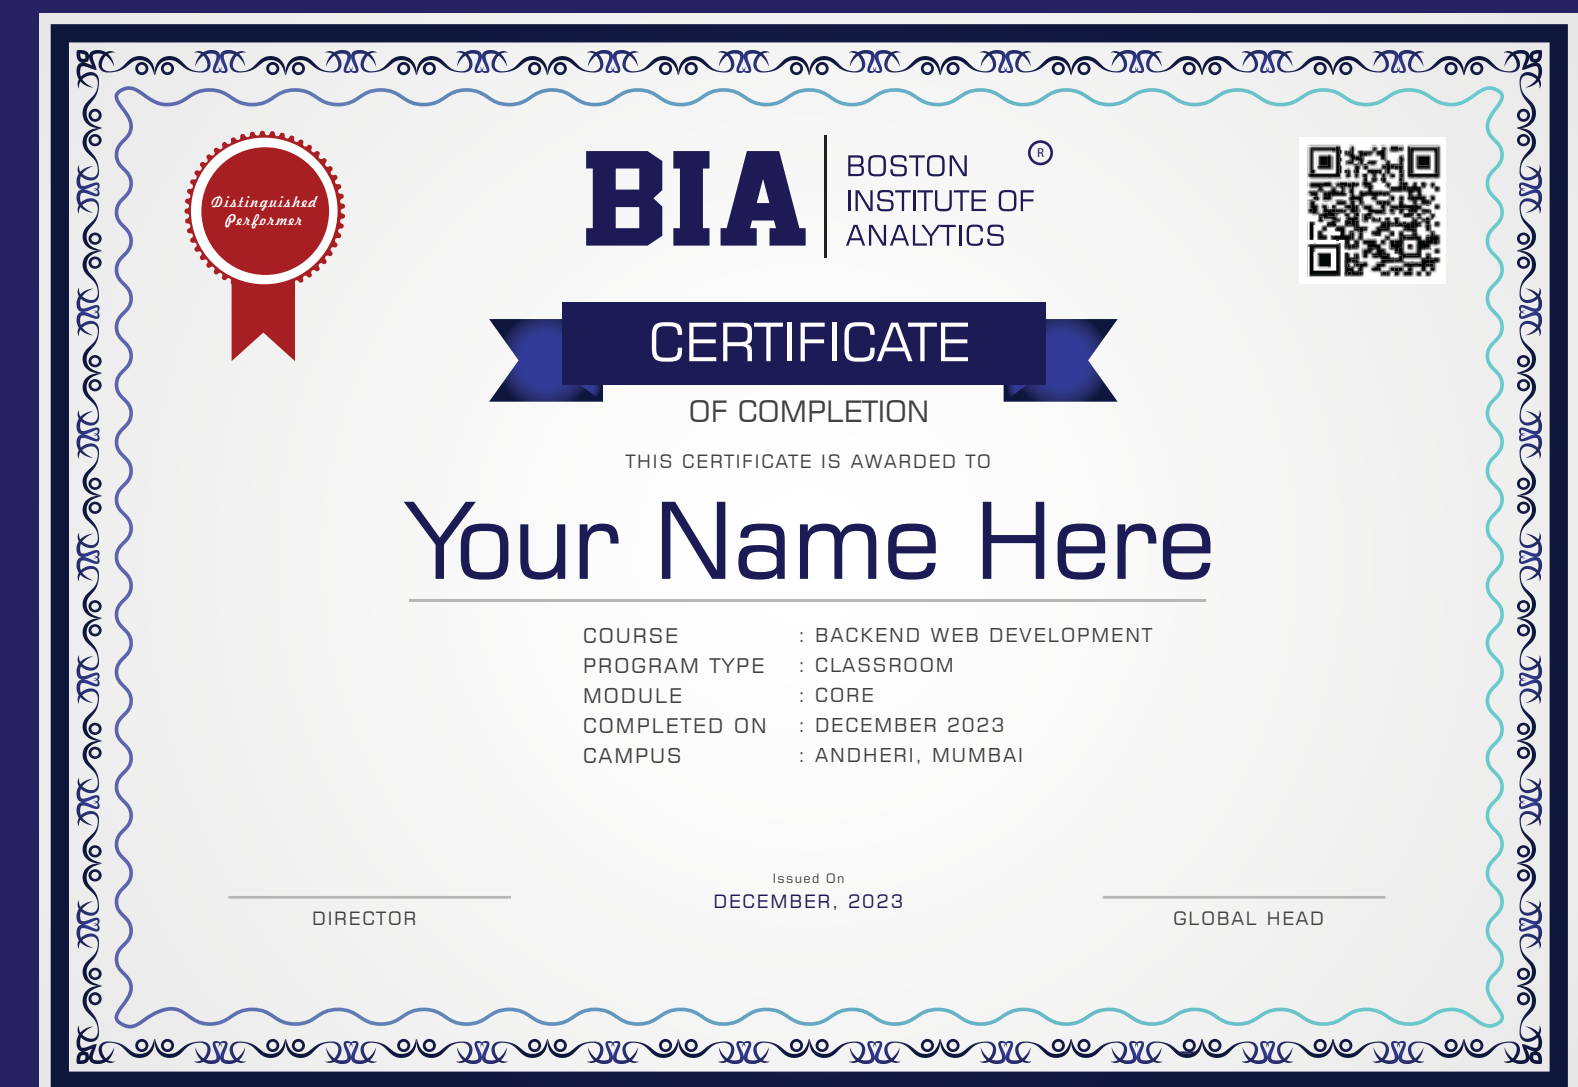 Distinguished
Performer
BIA
BOSTON
INSTITUTE OF
ANALYTICS
R
CERTIFICATE
OF COMPLETION
THIS CERTIFICATE IS AWARDED TO
Your Name Here
COURSE : BACKEND WEB DEVELOPMENT
PROGRAM TYPE : CLASSROOM
MODULE : CORE
COMPLETED ON : DECEMBER 2023
CAMPUS : ANDHERI, MUMBAI
Issued On
DECEMBER, 2023
DIRECTOR
GLOBAL HEAD